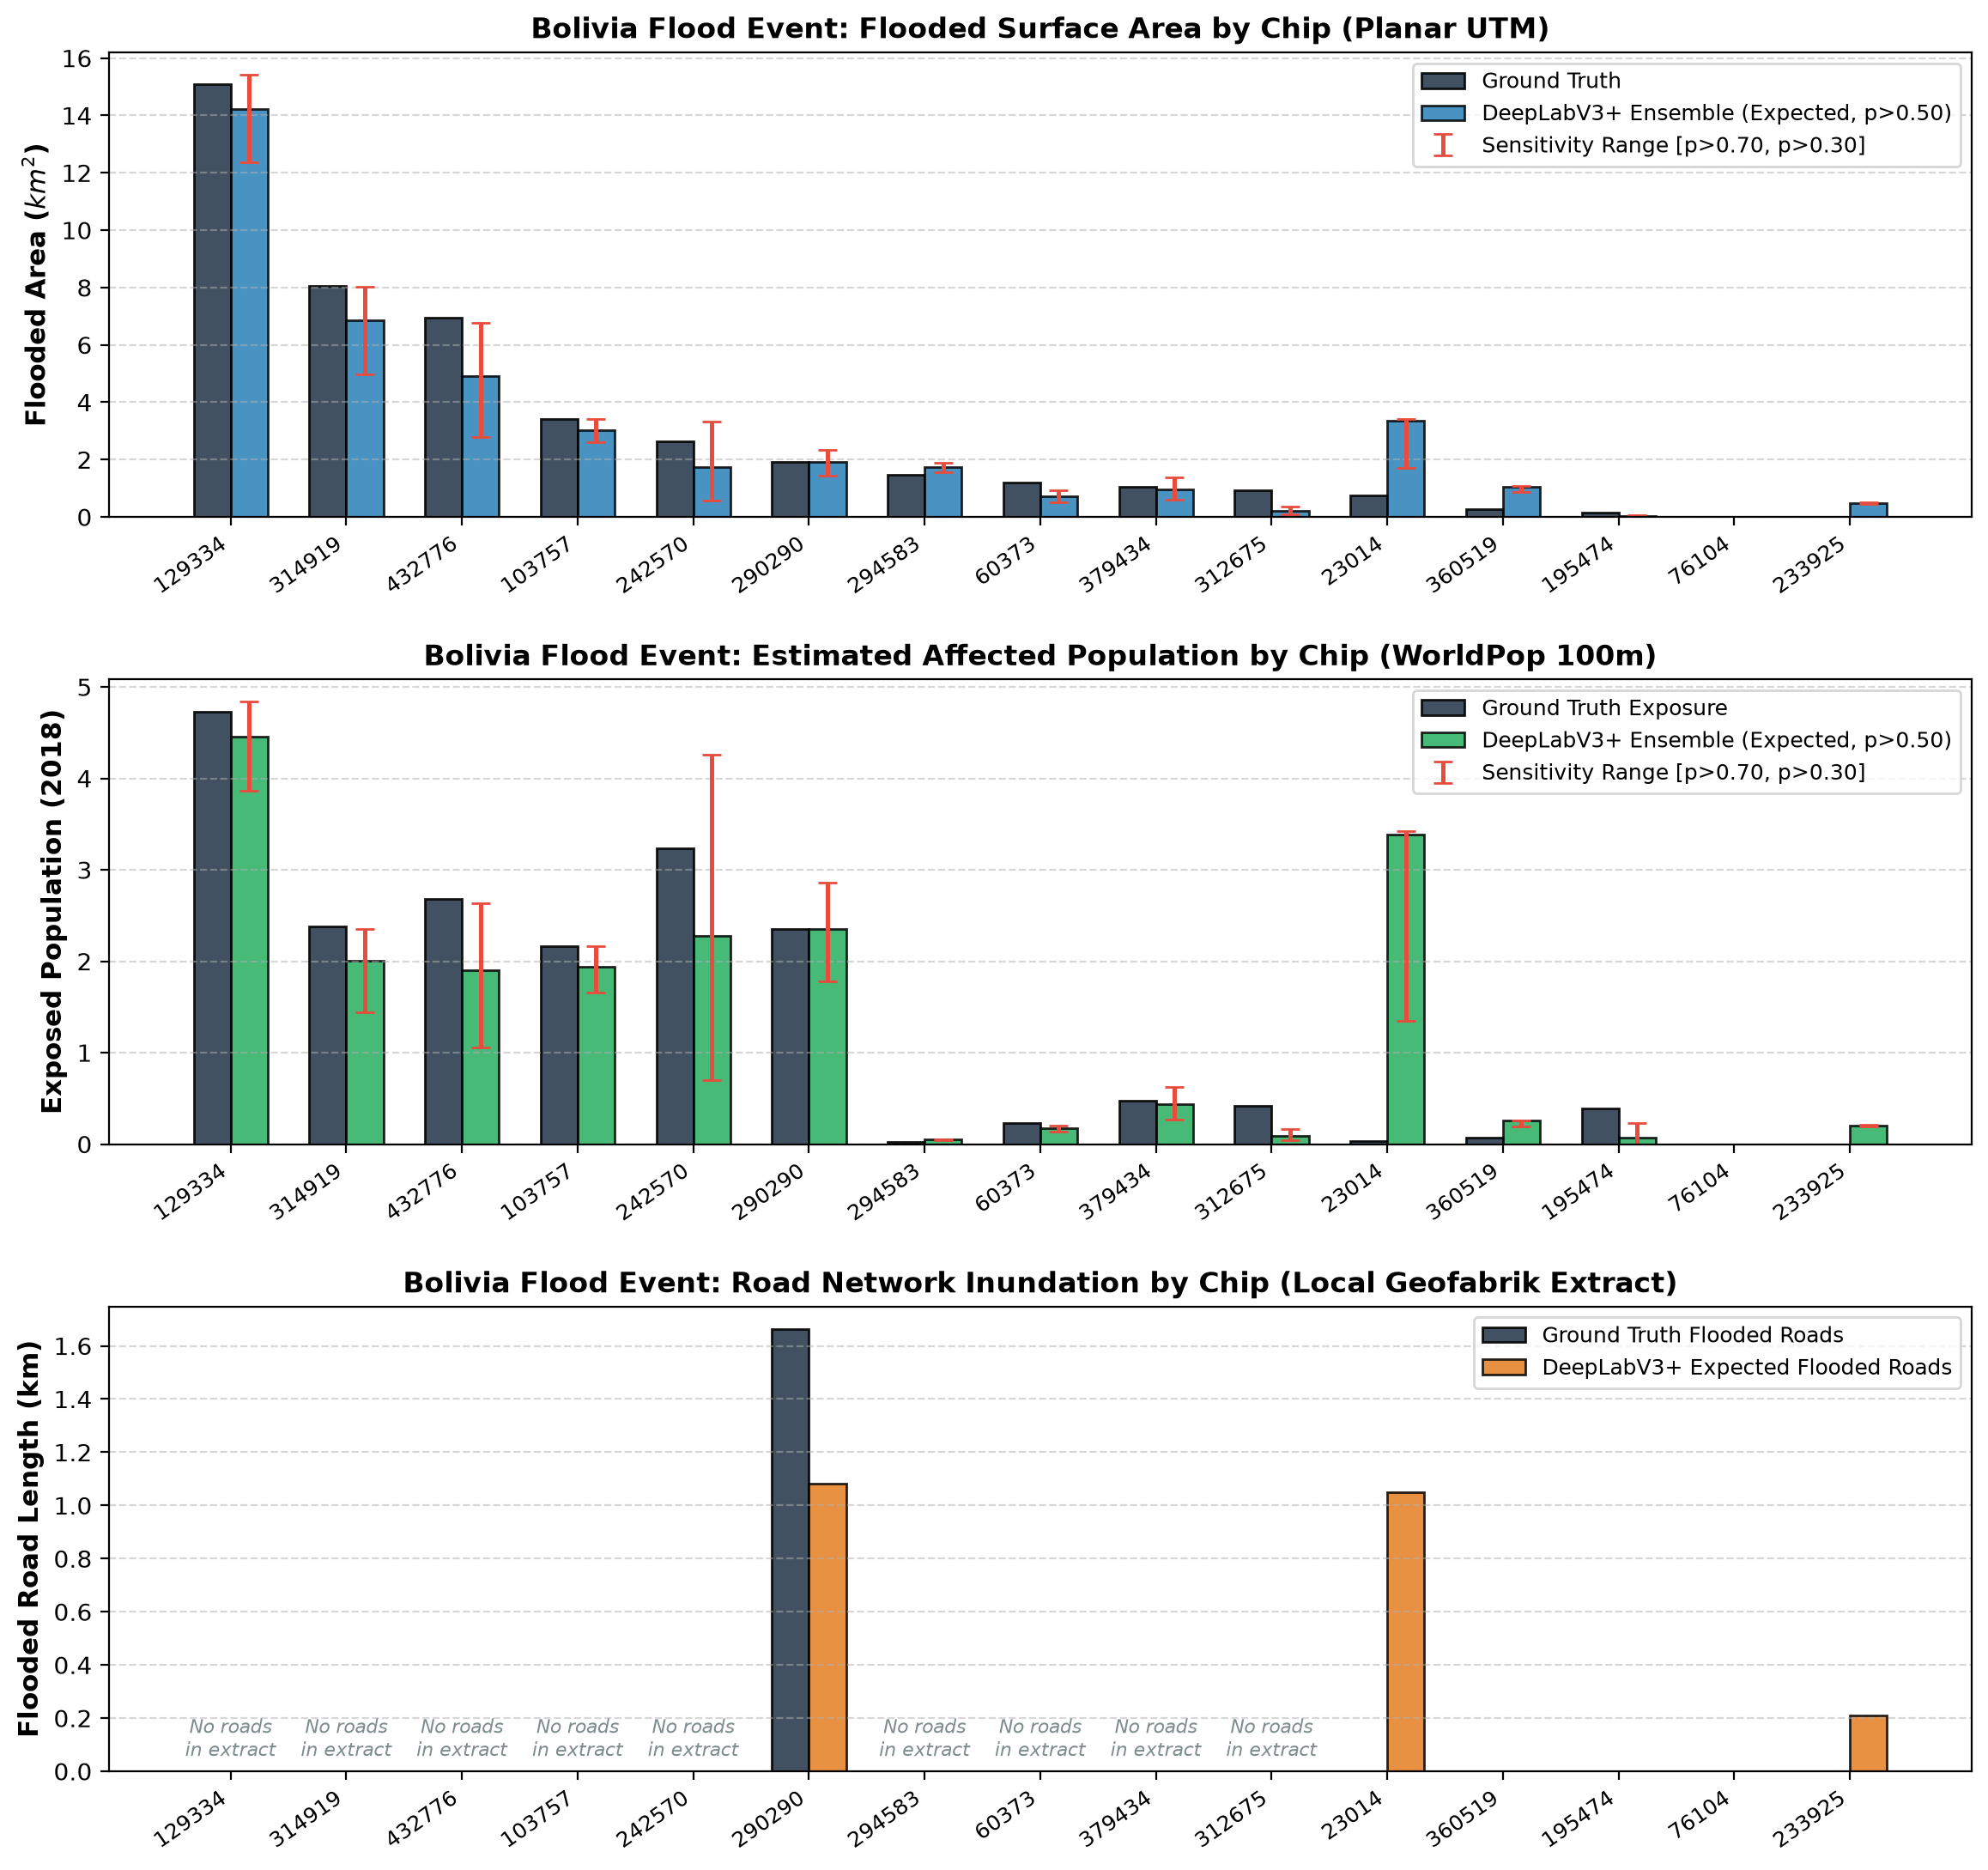 Bolivia Flood Event: Flooded Surface Area by Chip (Planar UTM)
Flooded Area (km²)
16
14
12
10
8
6
4
2
0
Ground Truth
DeepLabV3+ Ensemble (Expected, p>0.50)
Sensitivity Range [p>0.70, p>0.30]
129334
314919
432776
103757
242570
290290
294583
60373
379434
312675
23014
360519
195474
76104
233925
Bolivia Flood Event: Estimated Affected Population by Chip (WorldPop 100m)
Exposed Population (2018)
5
4
3
2
1
0
Ground Truth Exposure
DeepLabV3+ Ensemble (Expected, p>0.50)
Sensitivity Range [p>0.70, p>0.30]
129334
314919
432776
103757
242570
290290
294583
60373
379434
312675
23014
360519
195474
76104
233925
Bolivia Flood Event: Road Network Inundation by Chip (Local Geofabrik Extract)
Flooded Road Length (km)
1.6
1.4
1.2
1.0
0.8
0.6
0.4
0.2
0.0
Ground Truth Flooded Roads
DeepLabV3+ Expected Flooded Roads
No roads
in extract
No roads
in extract
No roads
in extract
No roads
in extract
No roads
in extract
No roads
in extract
No roads
in extract
No roads
in extract
No roads
in extract
129334
314919
432776
103757
242570
290290
294583
60373
379434
312675
23014
360519
195474
76104
233925